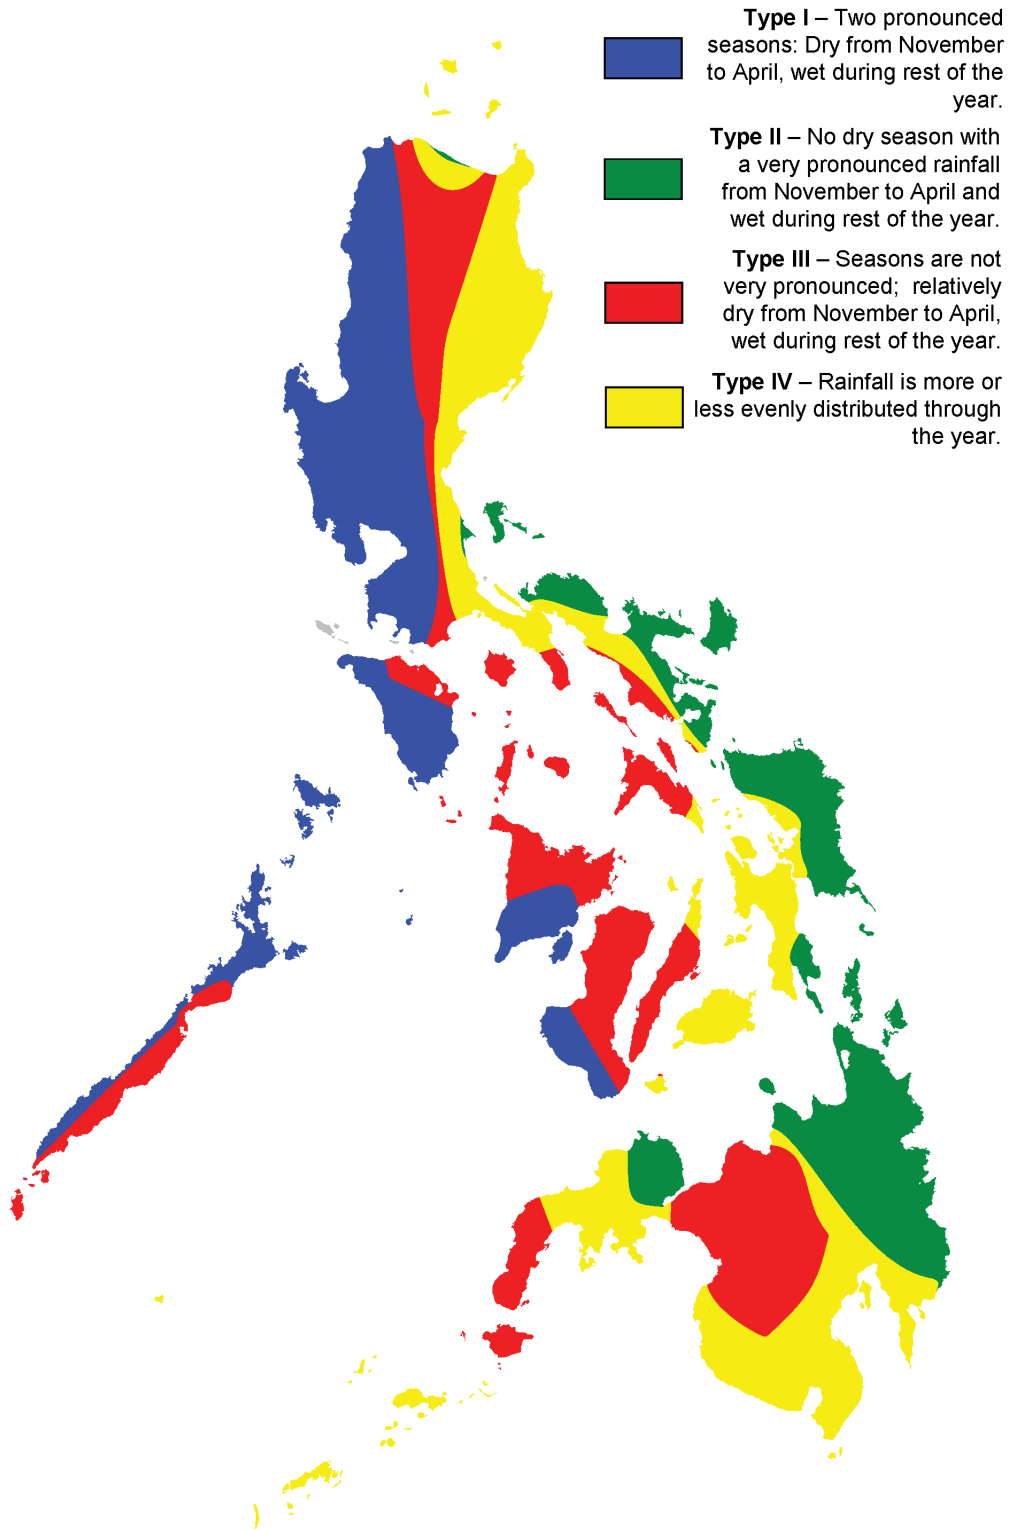 Type I – Two pronounced
seasons: Dry from November
to April, wet during rest of the
year.
Type II – No dry season with
a very pronounced rainfall
from November to April and
wet during rest of the year.
Type III – Seasons are not
very pronounced; relatively
dry from November to April,
wet during rest of the year.
Type IV – Rainfall is more or
less evenly distributed through
the year.